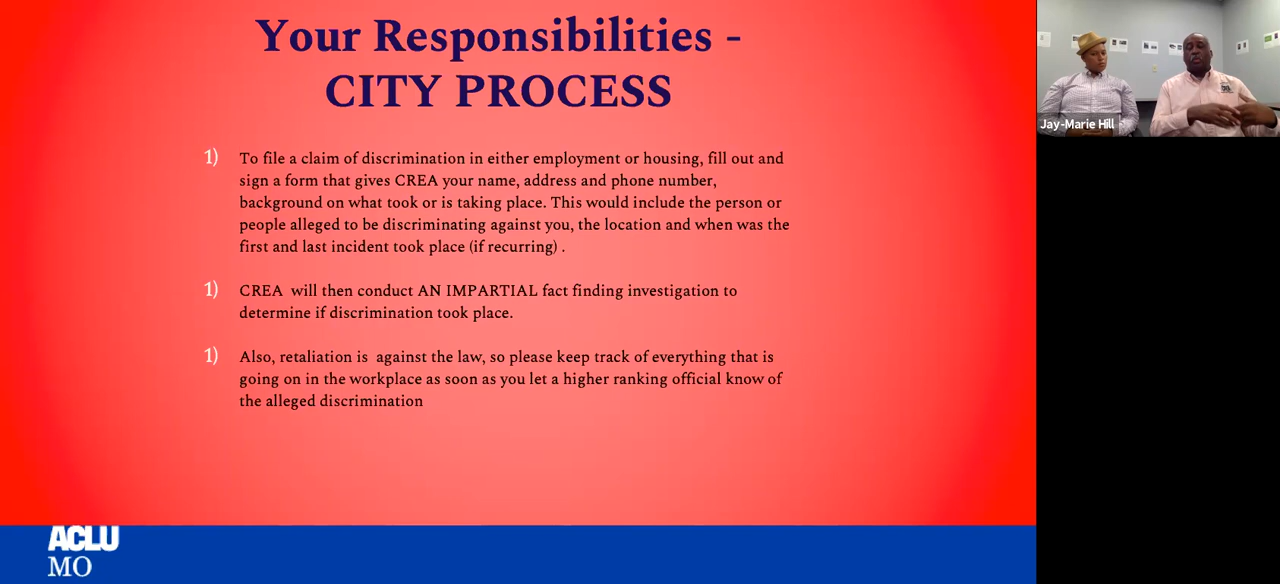 Your Responsibilities -
CITY PROCESS
1) To file a claim of discrimination in either employment or housing, fill out and
sign a form that gives CREA your name, address and phone number,
background on what took or is taking place. This would include the person or
people alleged to be discriminating against you, the location and when was the
first and last incident took place (if recurring) .
1) CREA  will then conduct AN IMPARTIAL fact finding investigation to
determine if discrimination took place.
1) Also, retaliation is  against the law, so please keep track of everything that is
going on in the workplace as soon as you let a higher ranking official know of
the alleged discrimination
ACLU
MO
Jay-Marie Hill